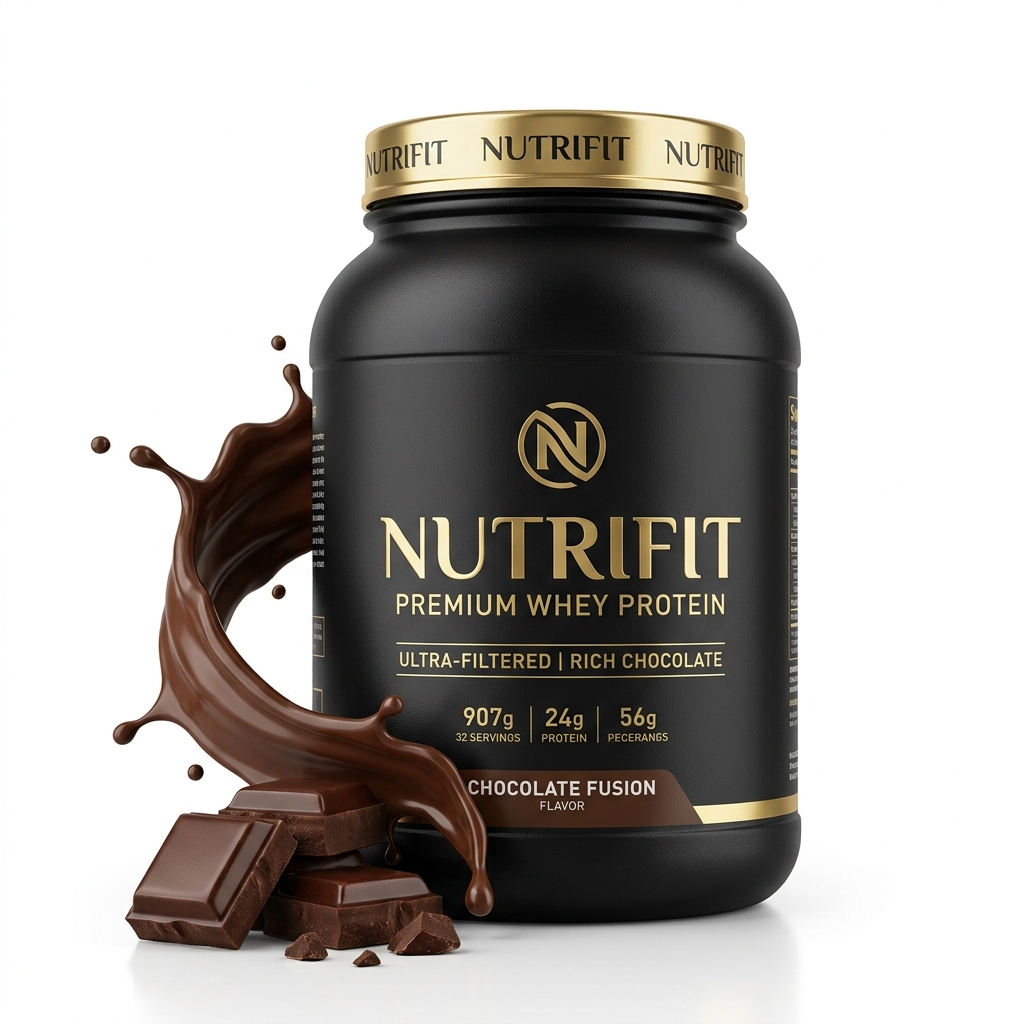 NUTRIFIT NUTRIFIT NUTRIFIT
N
NUTRIFIT
PREMIUM WHEY PROTEIN
ULTRA-FILTERED | RICH CHOCOLATE
907g | 24g | 56g
32 SERVINGS PROTEIN PECERANGS
CHOCOLATE FUSION
FLAVOR